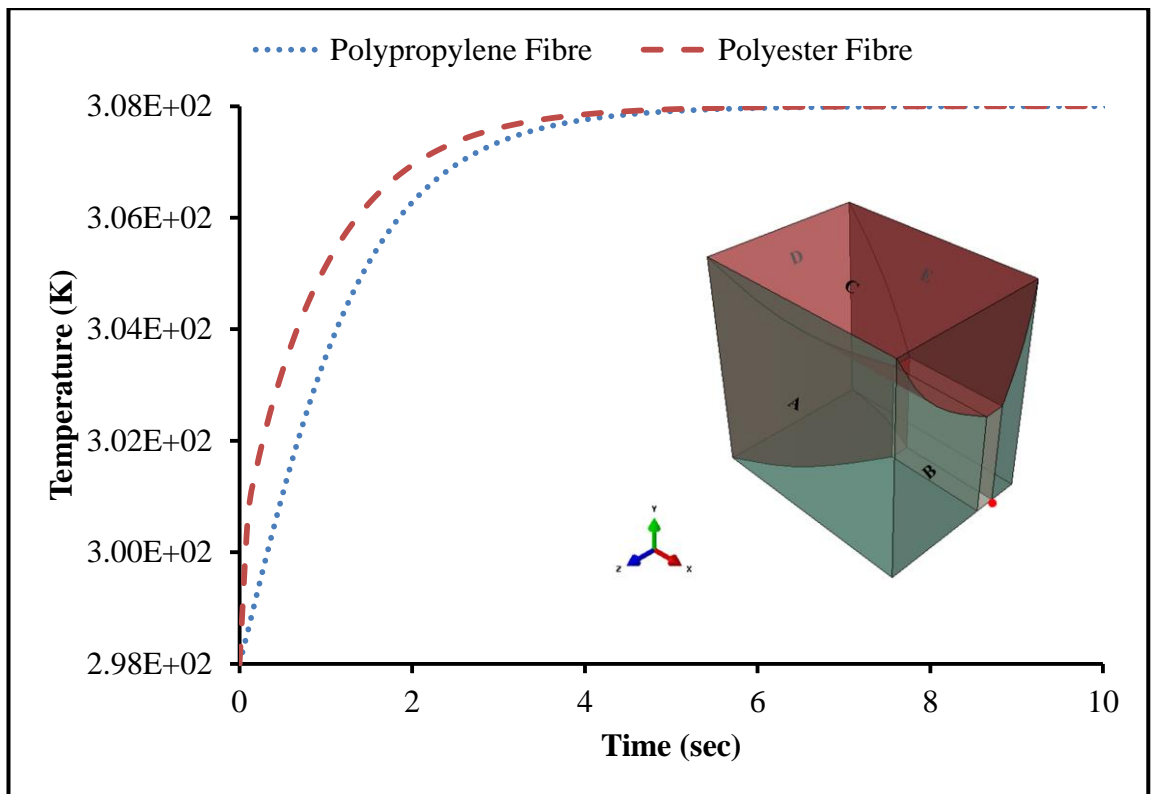 Polypropylene Fibre Polyester Fibre
3.08E+02
3.06E+02
3.04E+02
3.02E+02
3.00E+02
2.98E+02
Temperature (K)
0 2 4 6 8 10
Time (sec)
D
E
C
A
B
Y
Z
X